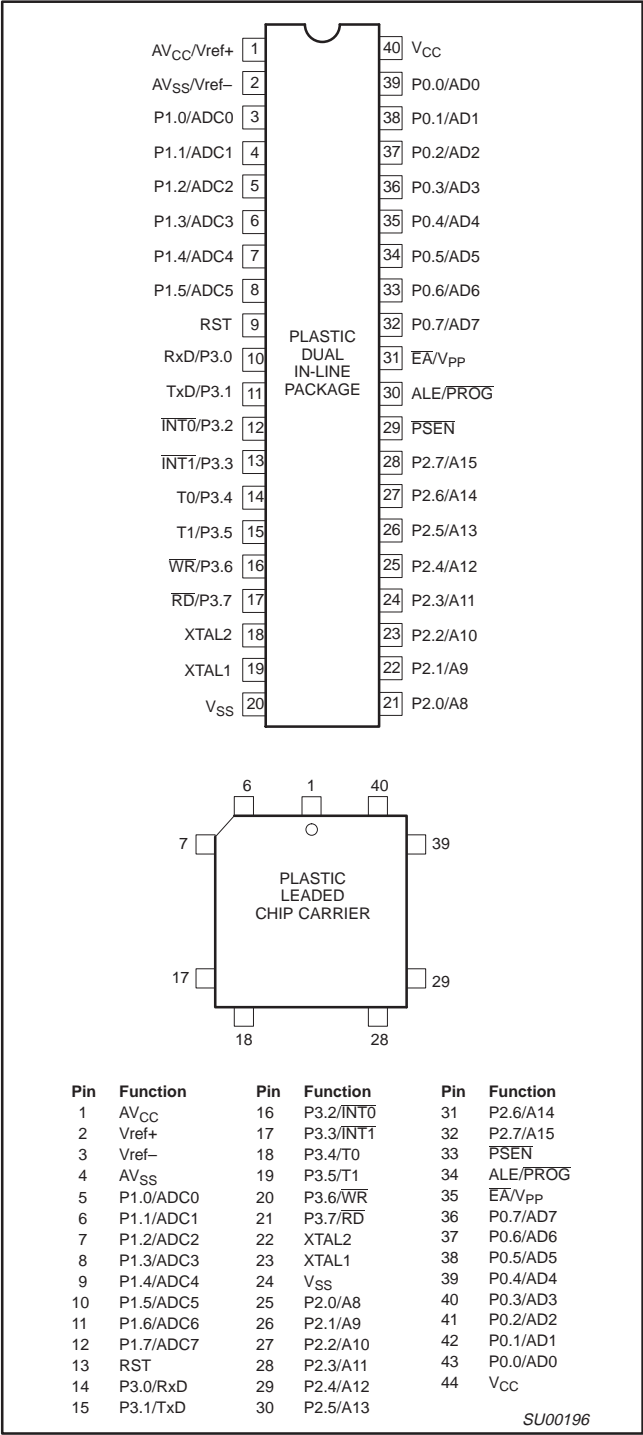 AVCC/Vref+ 1 40 VCC
AVSS/Vref– 2 39 P0.0/AD0
P1.0/ADC0 3 38 P0.1/AD1
P1.1/ADC1 4 37 P0.2/AD2
P1.2/ADC2 5 36 P0.3/AD3
P1.3/ADC3 6 35 P0.4/AD4
P1.4/ADC4 7 34 P0.5/AD5
P1.5/ADC5 8 33 P0.6/AD6
RST 9 32 P0.7/AD7
RxD/P3.0 10 31 E̅A̅/VPP
TxD/P3.1 11 30 ALE/P̅R̅O̅G̅
I̅N̅T̅0̅/P3.2 12 29 P̅S̅E̅N̅
I̅N̅T̅1̅/P3.3 13 28 P2.7/A15
T0/P3.4 14 27 P2.6/A14
T1/P3.5 15 26 P2.5/A13
W̅R̅/P3.6 16 25 P2.4/A12
R̅D̅/P3.7 17 24 P2.3/A11
XTAL2 18 23 P2.2/A10
XTAL1 19 22 P2.1/A9
VSS 20 21 P2.0/A8
PLASTIC
DUAL
IN-LINE
PACKAGE
6 1 40
7 39
PLASTIC
LEADED
CHIP CARRIER
17 29
18 28
Pin Function Pin Function Pin Function
1 AVCC 16 P3.2/I̅N̅T̅0̅ 31 P2.6/A14
2 Vref+ 17 P3.3/I̅N̅T̅1̅ 32 P2.7/A15
3 Vref– 18 P3.4/T0 33 P̅S̅E̅N̅
4 AVSS 19 P3.5/T1 34 ALE/P̅R̅O̅G̅
5 P1.0/ADC0 20 P3.6/W̅R̅ 35 E̅A̅/VPP
6 P1.1/ADC1 21 P3.7/R̅D̅ 36 P0.7/AD7
7 P1.2/ADC2 22 XTAL2 37 P0.6/AD6
8 P1.3/ADC3 23 XTAL1 38 P0.5/AD5
9 P1.4/ADC4 24 VSS 39 P0.4/AD4
10 P1.5/ADC5 25 P2.0/A8 40 P0.3/AD3
11 P1.6/ADC6 26 P2.1/A9 41 P0.2/AD2
12 P1.7/ADC7 27 P2.2/A10 42 P0.1/AD1
13 RST 28 P2.3/A11 43 P0.0/AD0
14 P3.0/RxD 29 P2.4/A12 44 VCC
15 P3.1/TxD 30 P2.5/A13
SU00196